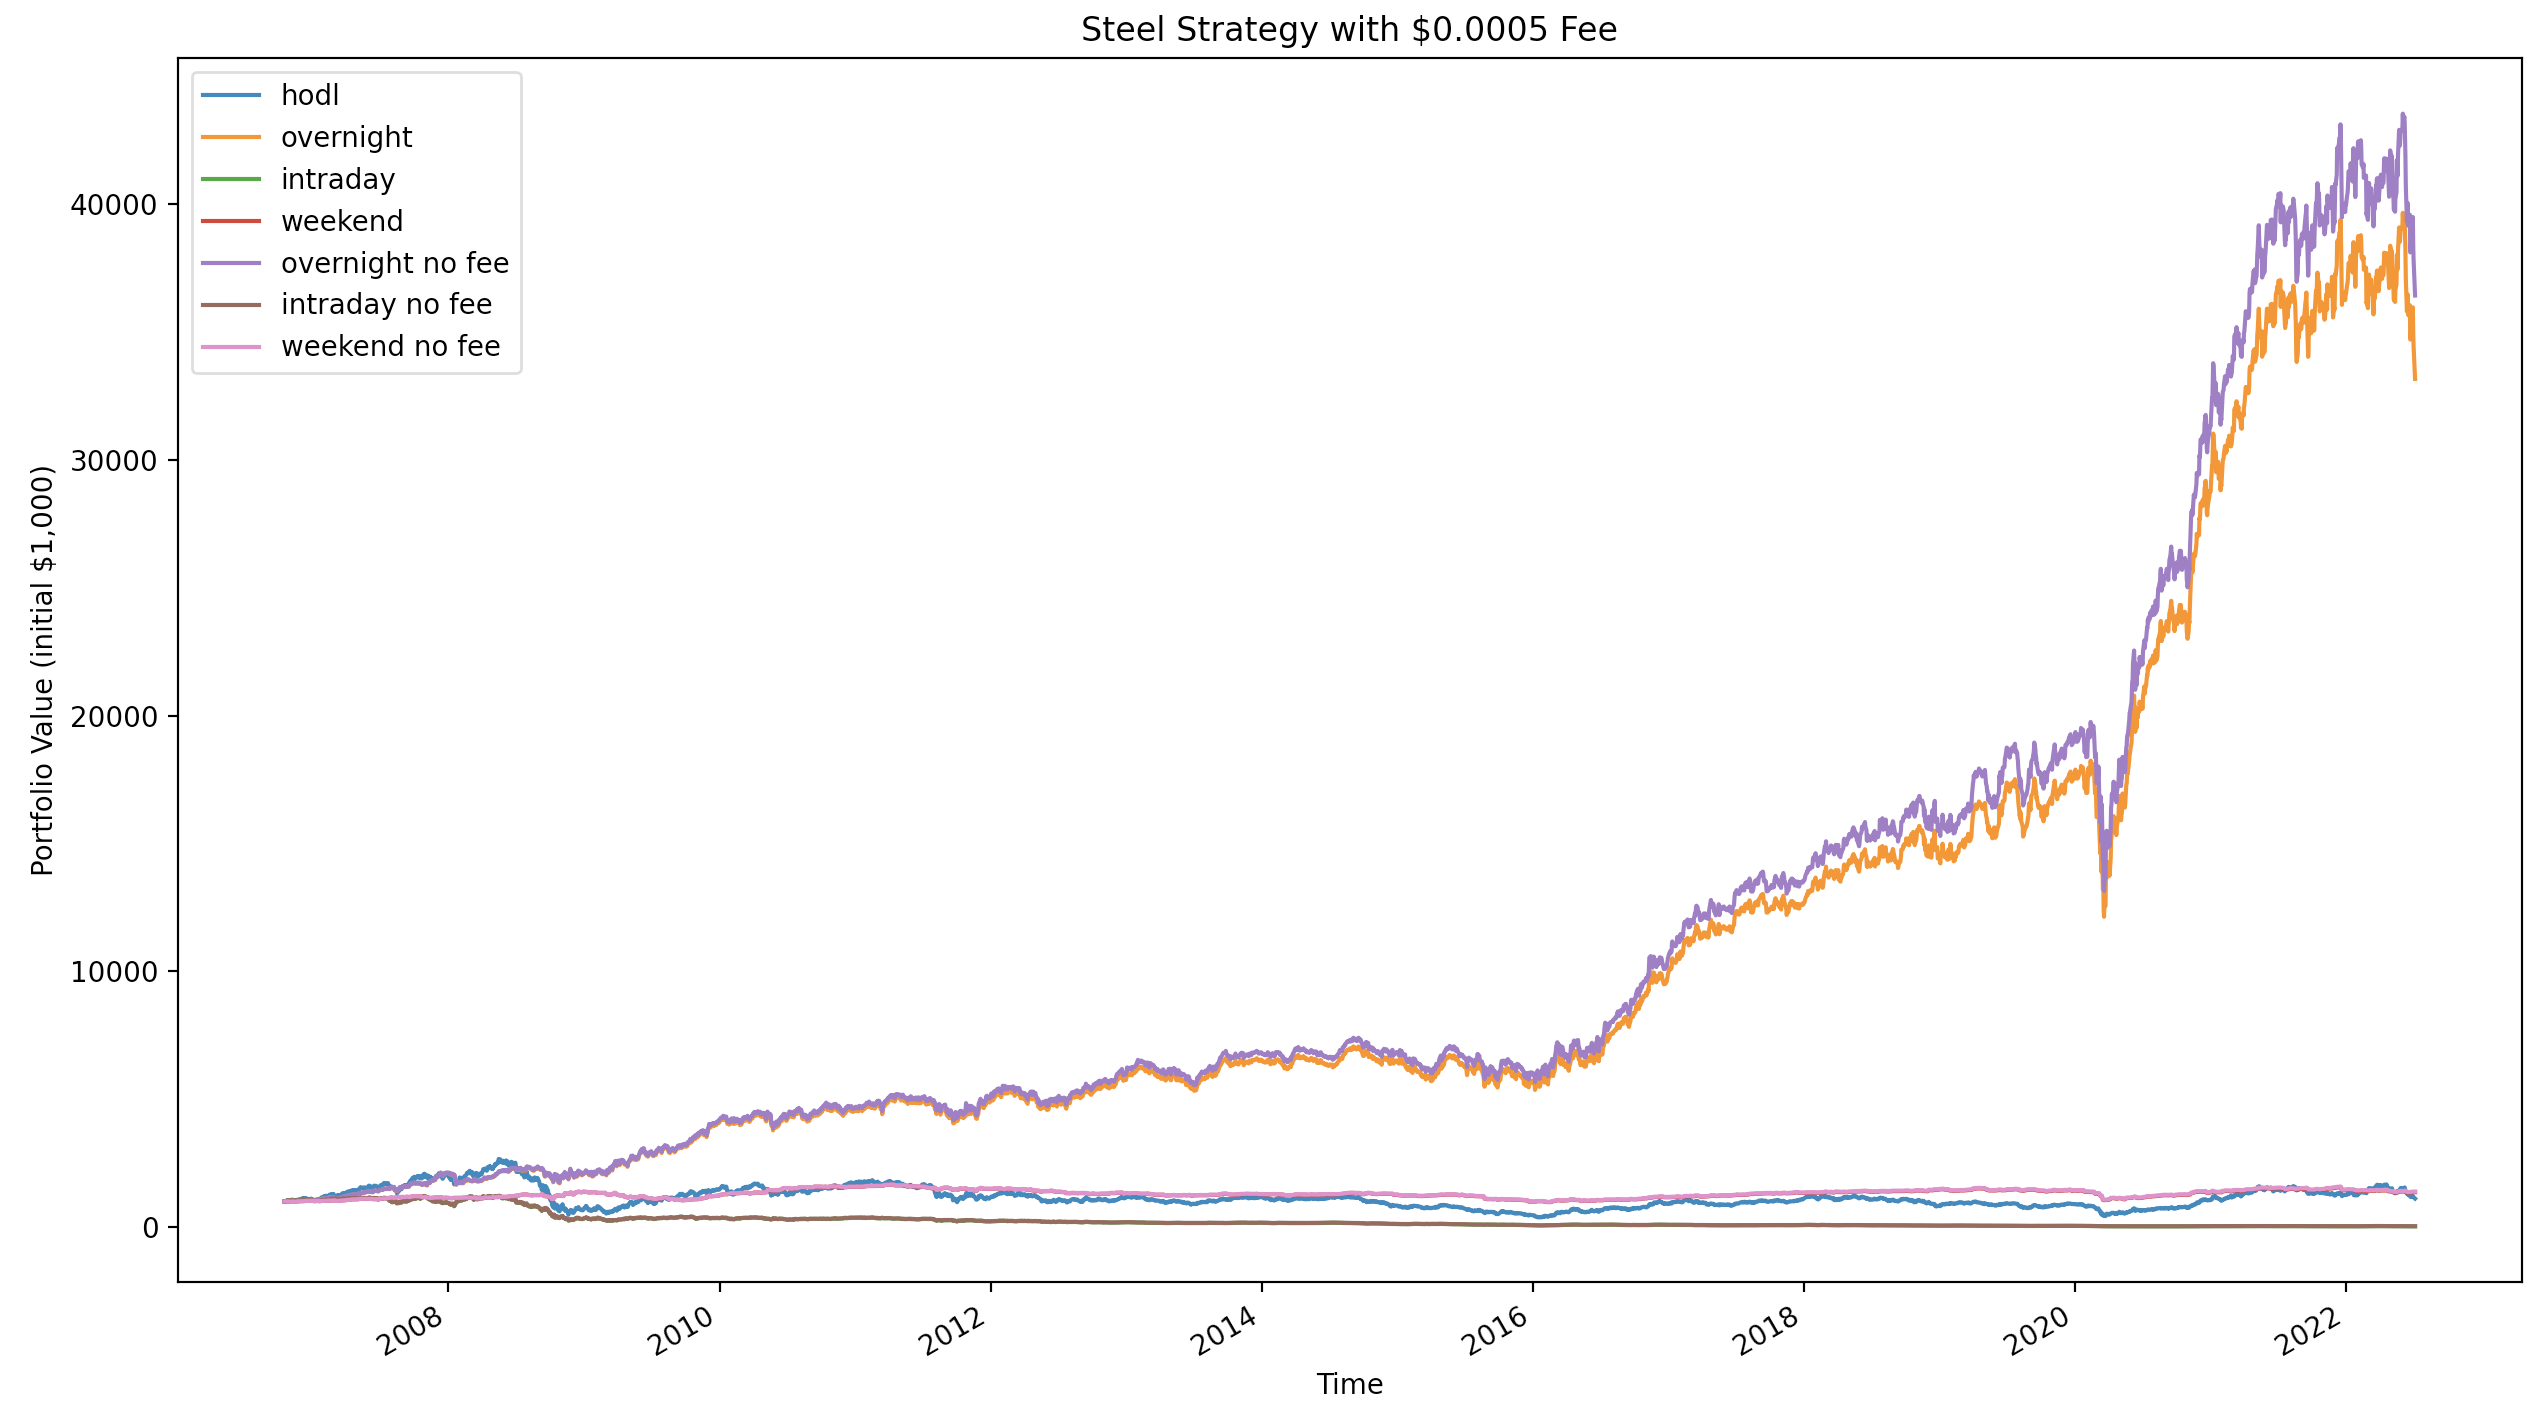 Steel Strategy with $0.0005 Fee
hodl
overnight
intraday
weekend
overnight no fee
intraday no fee
weekend no fee
Portfolio Value (initial $1,000)
40000
30000
20000
10000
0
2008
2010
2012
2014
2016
2018
2020
2022
Time